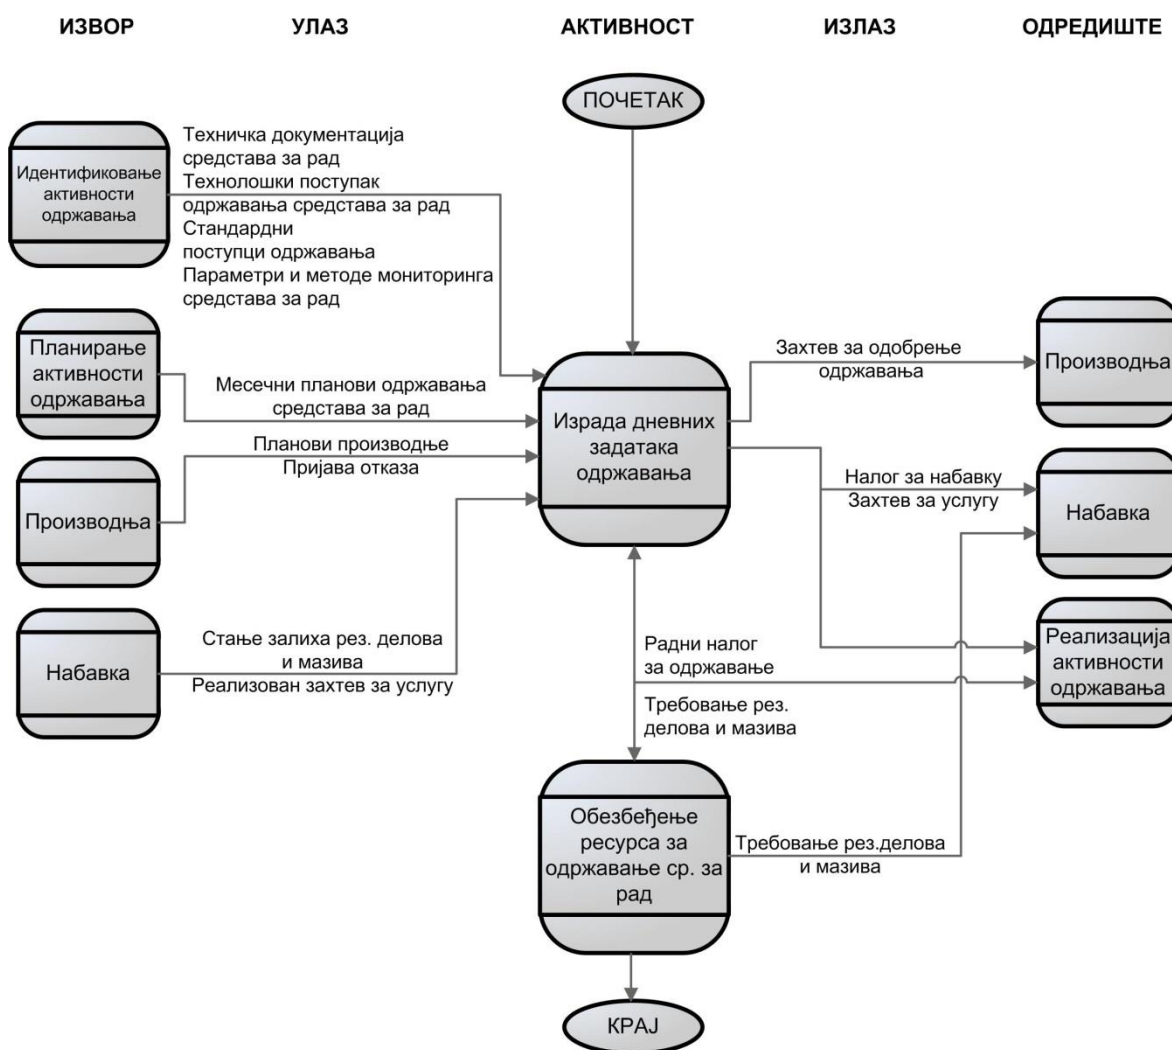 ИЗВОР
УЛАЗ
АКТИВНОСТ
ИЗЛАЗ
ОДРЕДИШТЕ
ПОЧЕТАК
Идентификовање
активности
одржавања
Техничка документација
средстава за рад
Технолошки поступак
одржавања средстава за рад
Стандардни
поступци одржавања
Параметри и методе мониторинга
средстава за рад
Планирање
активности
одржавања
Месечни планови одржавања
средстава за рад
Планови производње
Пријава отказа
Производња
Набавка
Стање залиха рез. делова
и мазива
Реализован захтев за услугу
Израда дневних
задатака
одржавања
Захтев за одобрење
одржавања
Производња
Налог за набавку
Захтев за услугу
Набавка
Радни налог
за одржавање
Требовање рез.
делова и мазива
Реализација
активности
одржавања
Обезбеђење
ресурса за
одржавање ср. за
рад
Требовање рез.делова
и мазива
КРАЈ